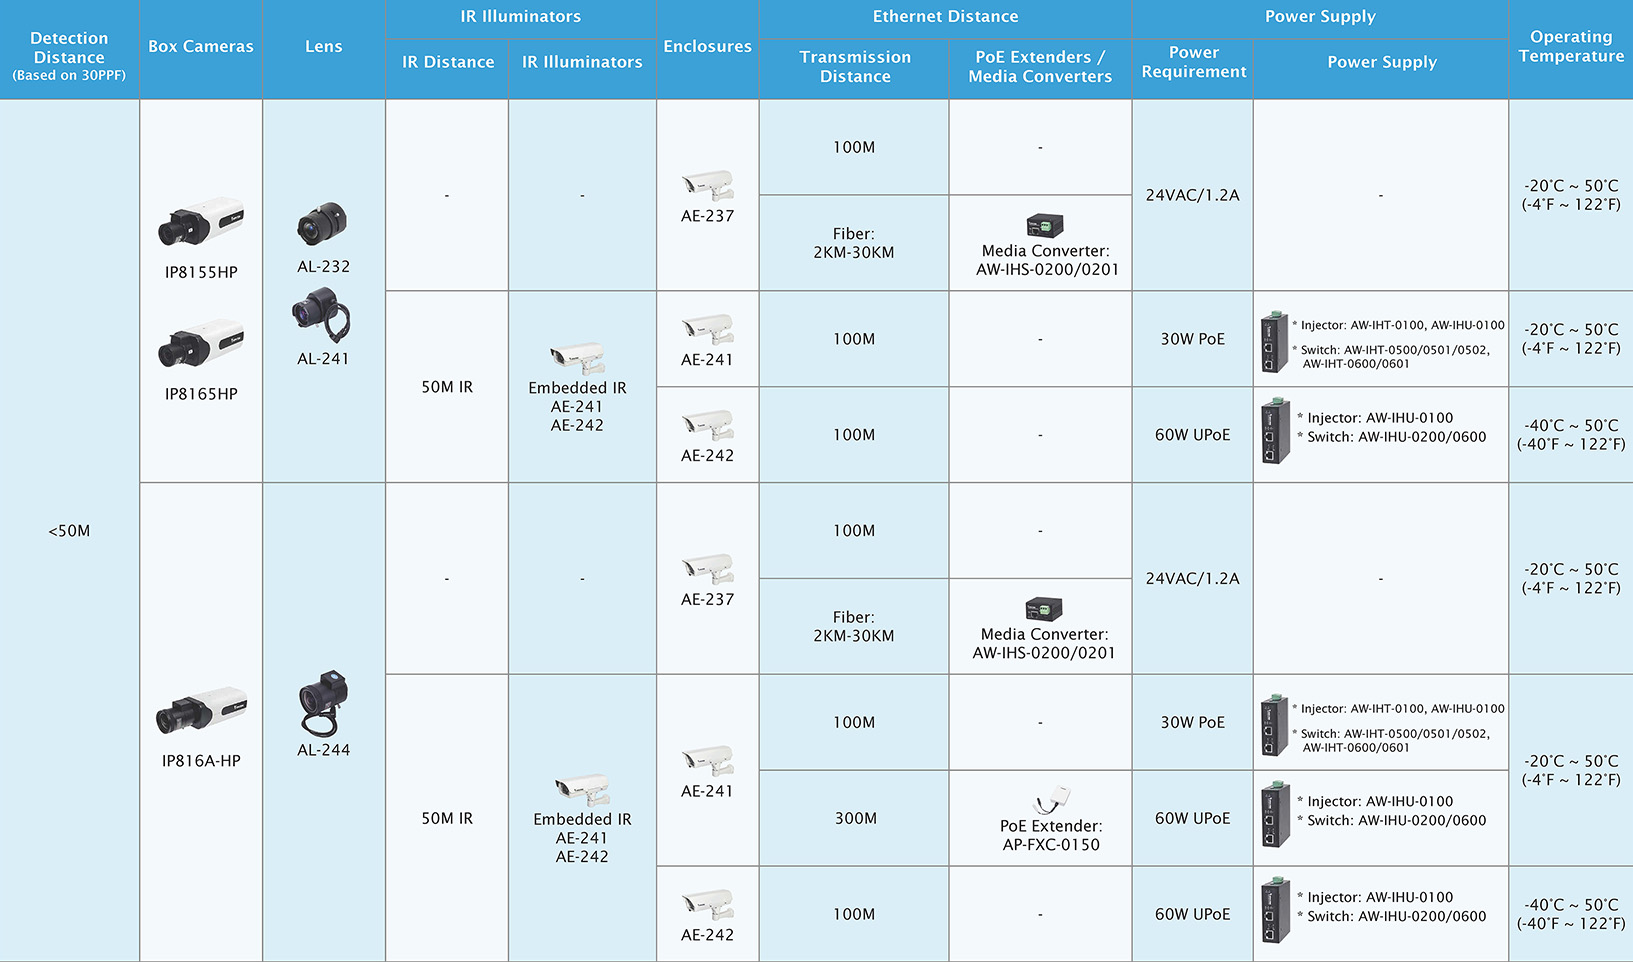 Detection
Distance
(Based on 30PPF)
Box Cameras
Lens
IR Illuminators
IR Distance
IR Illuminators
Enclosures
Ethernet Distance
Transmission
Distance
PoE Extenders /
Media Converters
Power Supply
Power
Requirement
Power Supply
Operating
Temperature
<50M
IP8155HP
IP8165HP
AL-232
AL-241
-
-
AE-237
100M
-
24VAC/1.2A
-
-20°C ~ 50°C
(-4°F ~ 122°F)
Fiber:
2KM-30KM
Media Converter:
AW-IHS-0200/0201
50M IR
Embedded IR
AE-241
AE-242
AE-241
100M
-
30W PoE
* Injector: AW-IHT-0100, AW-IHU-0100
* Switch: AW-IHT-0500/0501/0502,
AW-IHT-0600/0601
-20°C ~ 50°C
(-4°F ~ 122°F)
AE-242
100M
-
60W UPoE
* Injector: AW-IHU-0100
* Switch: AW-IHU-0200/0600
-40°C ~ 50°C
(-40°F ~ 122°F)
IP816A-HP
AL-244
-
-
AE-237
100M
-
24VAC/1.2A
-
-20°C ~ 50°C
(-4°F ~ 122°F)
Fiber:
2KM-30KM
Media Converter:
AW-IHS-0200/0201
50M IR
Embedded IR
AE-241
AE-242
AE-241
100M
-
30W PoE
* Injector: AW-IHT-0100, AW-IHU-0100
* Switch: AW-IHT-0500/0501/0502,
AW-IHT-0600/0601
-20°C ~ 50°C
(-4°F ~ 122°F)
300M
PoE Extender:
AP-FXC-0150
60W UPoE
* Injector: AW-IHU-0100
* Switch: AW-IHU-0200/0600
AE-242
100M
-
60W UPoE
* Injector: AW-IHU-0100
* Switch: AW-IHU-0200/0600
-40°C ~ 50°C
(-40°F ~ 122°F)